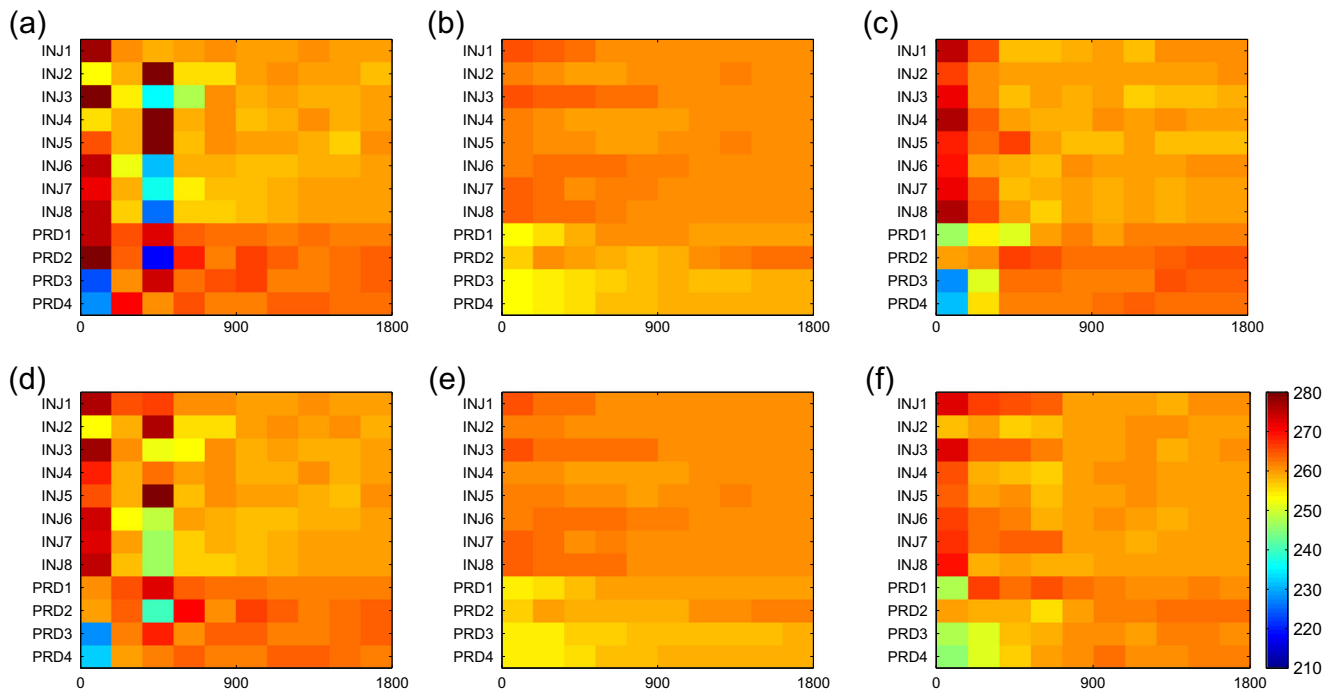 (a)
INJ1
INJ2
INJ3
INJ4
INJ5
INJ6
INJ7
INJ8
PRD1
PRD2
PRD3
PRD4
0 900 1800
(b)
INJ1
INJ2
INJ3
INJ4
INJ5
INJ6
INJ7
INJ8
PRD1
PRD2
PRD3
PRD4
0 900 1800
(c)
INJ1
INJ2
INJ3
INJ4
INJ5
INJ6
INJ7
INJ8
PRD1
PRD2
PRD3
PRD4
0 900 1800
(d)
INJ1
INJ2
INJ3
INJ4
INJ5
INJ6
INJ7
INJ8
PRD1
PRD2
PRD3
PRD4
0 900 1800
(e)
INJ1
INJ2
INJ3
INJ4
INJ5
INJ6
INJ7
INJ8
PRD1
PRD2
PRD3
PRD4
0 900 1800
(f)
INJ1
INJ2
INJ3
INJ4
INJ5
INJ6
INJ7
INJ8
PRD1
PRD2
PRD3
PRD4
0 900 1800
280
270
260
250
240
230
220
210